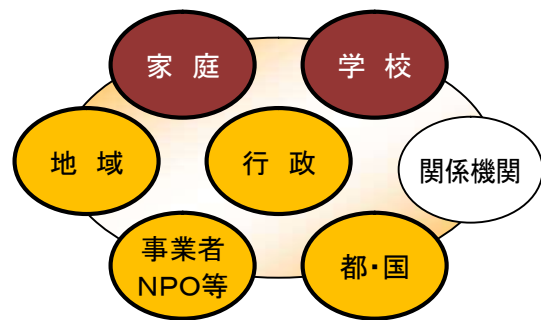 家 庭
学 校
地 域
行 政
関係機関
事業者
NPO等
都・国